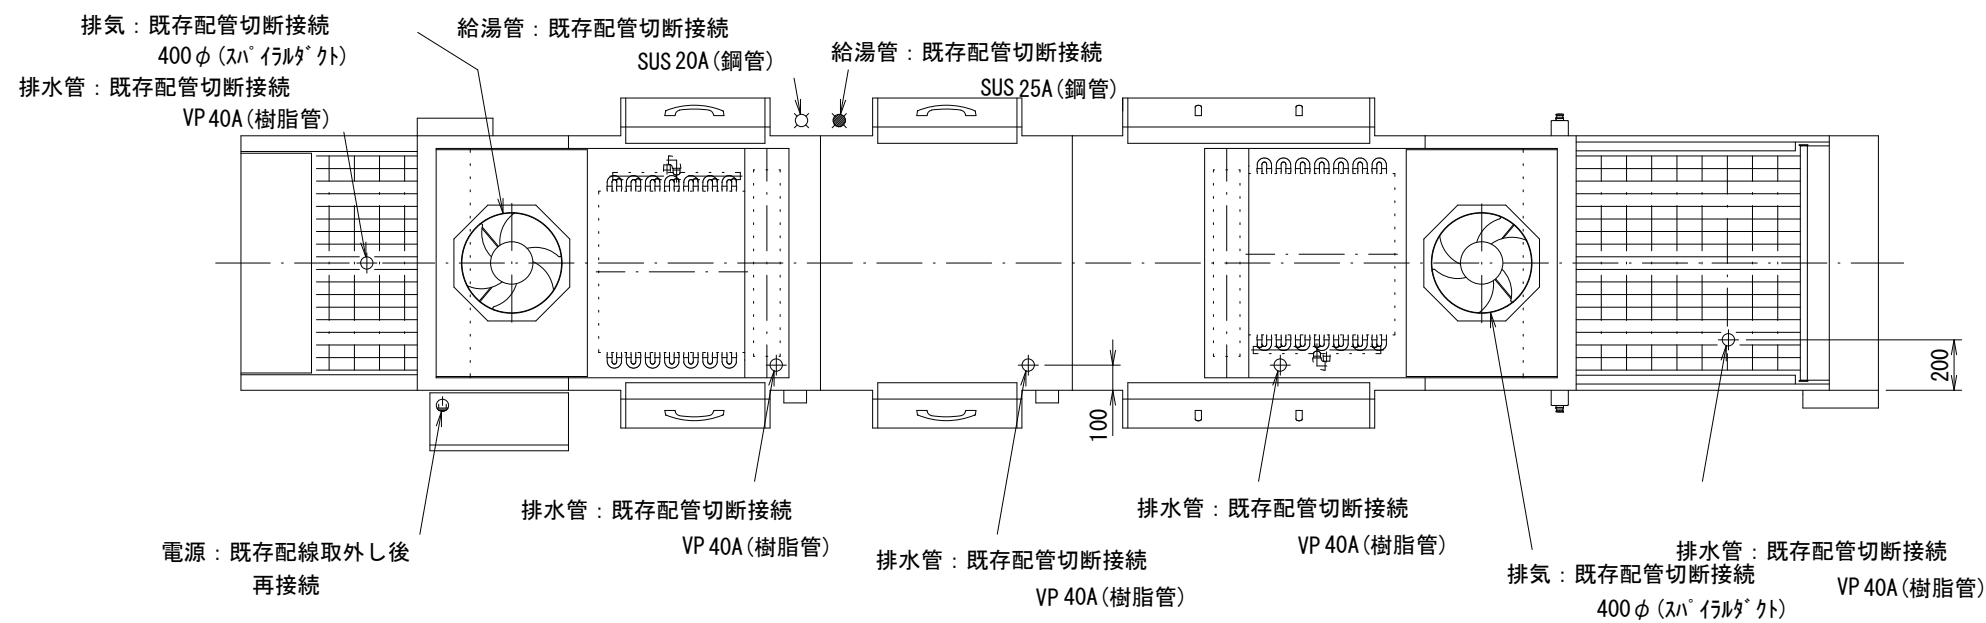 排気：既存配管切断接続
400φ(ｽﾊﾟｲﾗﾙﾀﾞｸﾄ)
排水管：既存配管切断接続
VP 40A(樹脂管)
給湯管：既存配管切断接続
SUS 20A(鋼管)
給湯管：既存配管切断接続
SUS 25A(鋼管)
200
100
電源：既存配線取外し後
再接続
排水管：既存配管切断接続
VP 40A(樹脂管)
排水管：既存配管切断接続
VP 40A(樹脂管)
排水管：既存配管切断接続
VP 40A(樹脂管)
排気：既存配管切断接続
400φ(ｽﾊﾟｲﾗﾙﾀﾞｸﾄ)
排水管：既存配管切断接続
VP 40A(樹脂管)